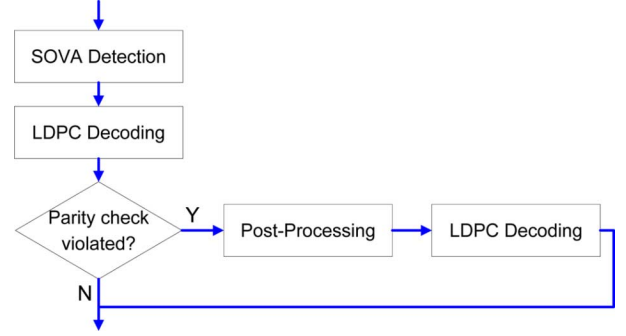 SOVA Detection
LDPC Decoding
Parity check
violated?
Y
Post-Processing
LDPC Decoding
N